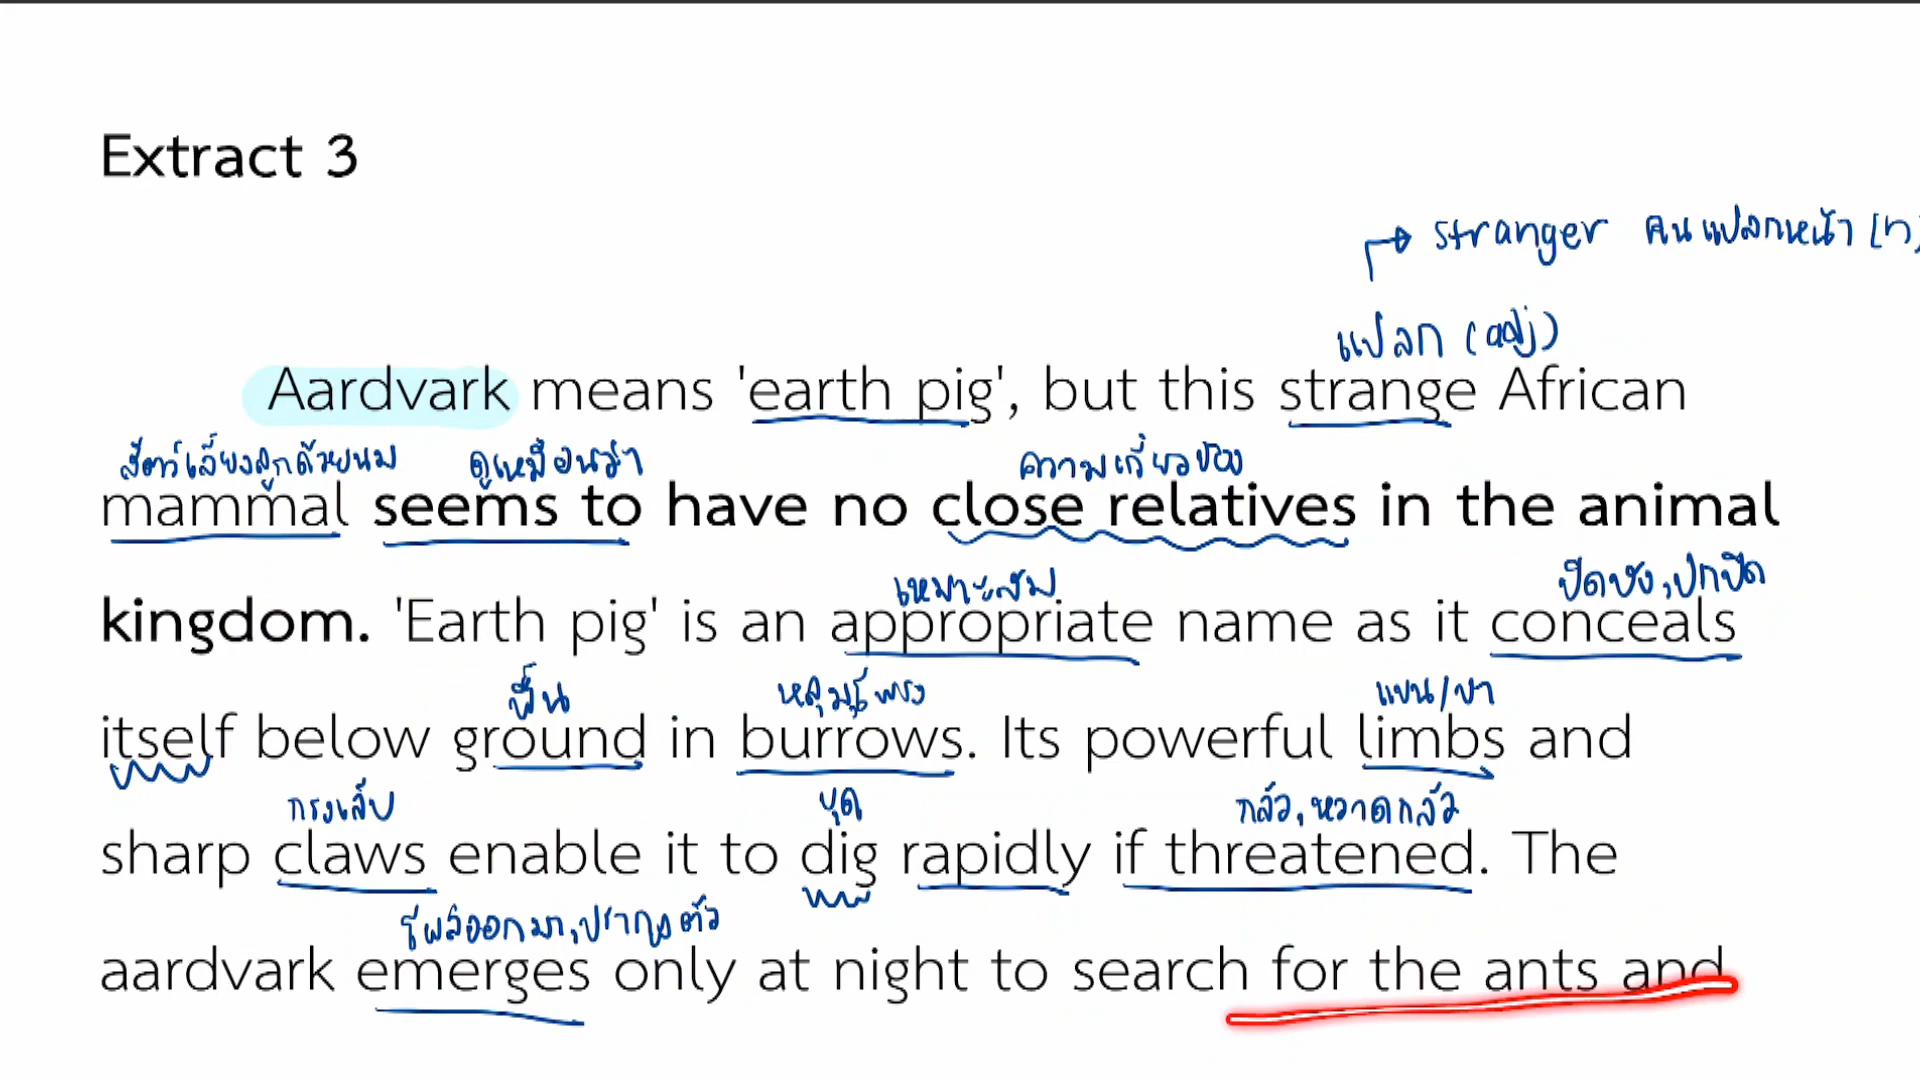 Extract 3
stranger คนแปลกหน้า (n)
แปลก (adj)
Aardvark means 'earth pig', but this strange African
สัตว์เลี้ยงลูกด้วยนม ดูเหมือนว่า ความเกี่ยวข้อง
mammal seems to have no close relatives in the animal
เหมาะสม ปิดบัง, ปกปิด
kingdom. 'Earth pig' is an appropriate name as it conceals
พื้น หลุม, โพรง แขน/ขา
itself below ground in burrows. Its powerful limbs and
กรงเล็บ ขุด กลัว, หวาดกลัว
sharp claws enable it to dig rapidly if threatened. The
โผล่ออกมา, ปรากฏตัว
aardvark emerges only at night to search for the ants and